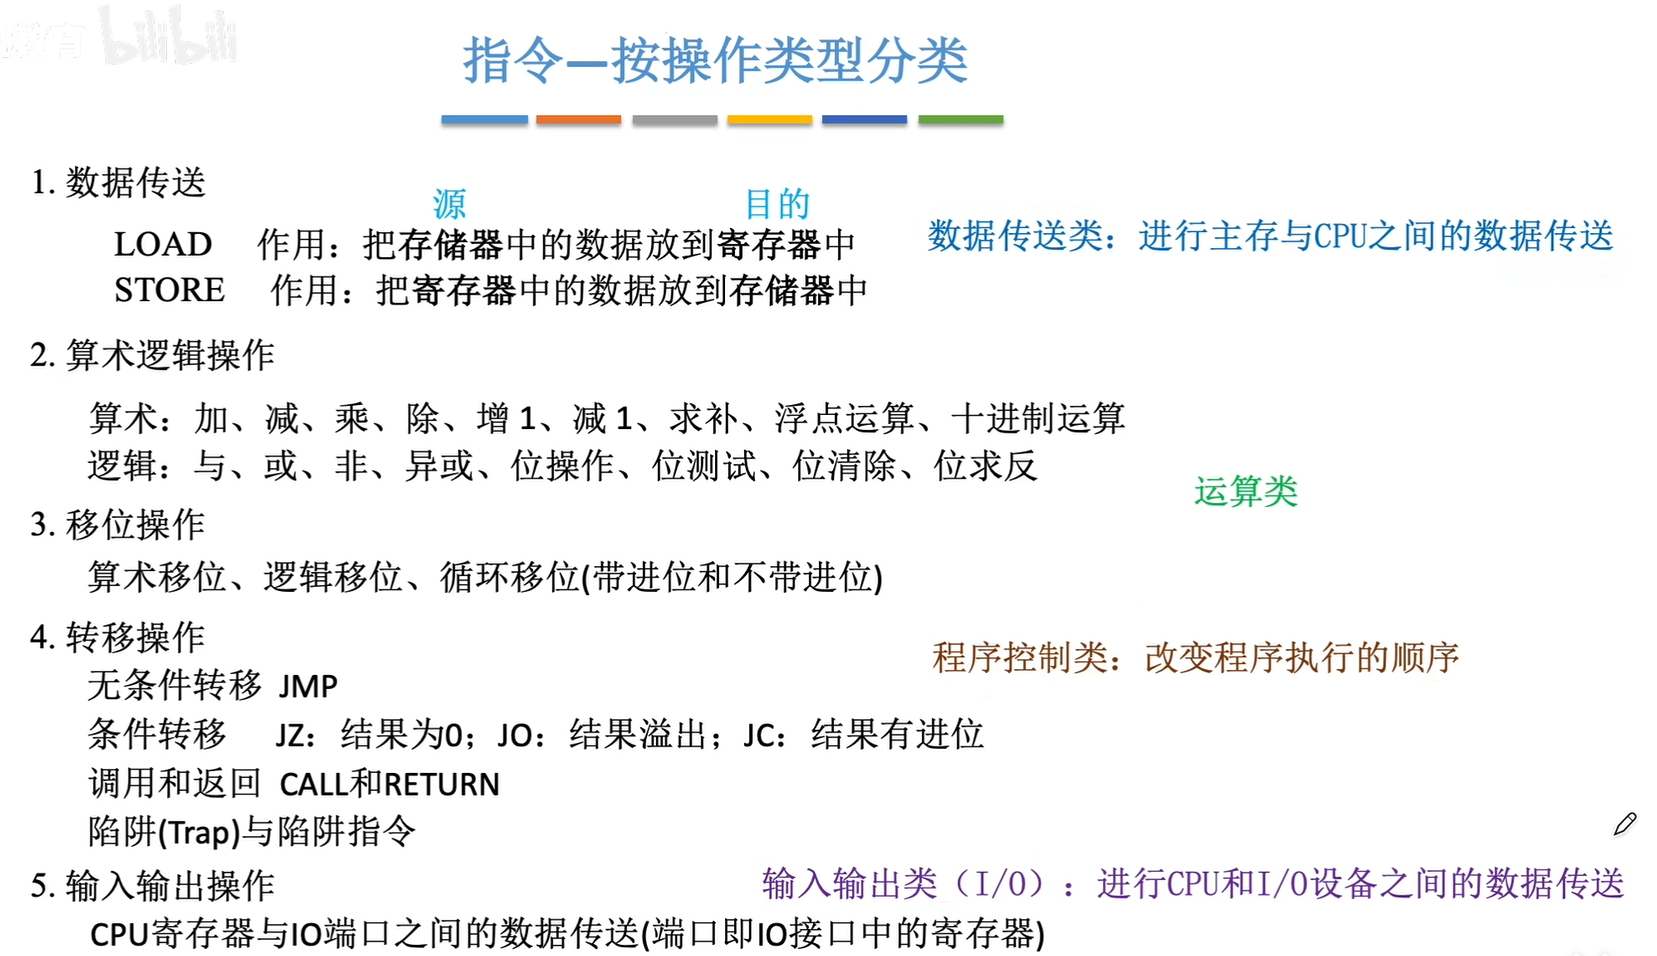 bilibili
指令—按操作类型分类
1. 数据传送
源 目的
LOAD 作用：把存储器中的数据放到寄存器中
数据传送类：进行主存与CPU之间的数据传送
STORE 作用：把寄存器中的数据放到存储器中
2. 算术逻辑操作
算术：加、减、乘、除、增 1、减 1、求补、浮点运算、十进制运算
逻辑：与、或、非、异或、位操作、位测试、位清除、位求反
运算类
3. 移位操作
算术移位、逻辑移位、循环移位(带进位和不带进位)
4. 转移操作
程序控制类：改变程序执行的顺序
无条件转移 JMP
条件转移 JZ：结果为0；JO：结果溢出；JC：结果有进位
调用和返回 CALL和RETURN
陷阱(Trap)与陷阱指令
5. 输入输出操作
输入输出类（I/O）：进行CPU和I/O设备之间的数据传送
CPU寄存器与IO端口之间的数据传送(端口即IO接口中的寄存器)